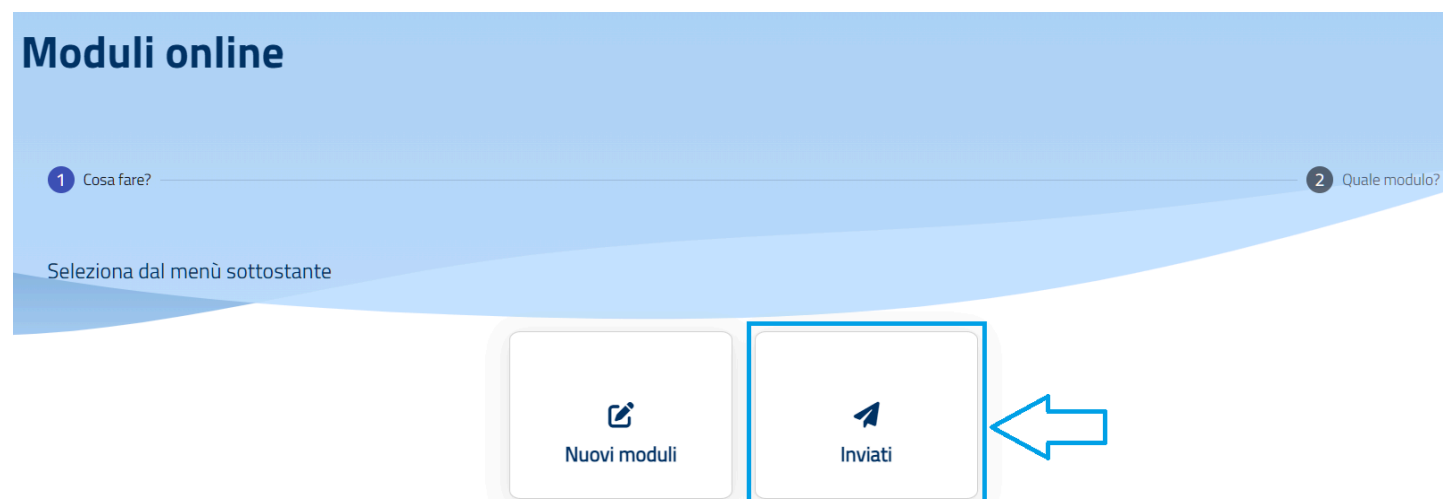 Moduli online
1 Cosa fare?
2 Quale modulo?
Seleziona dal menù sottostante
Nuovi moduli
Inviati